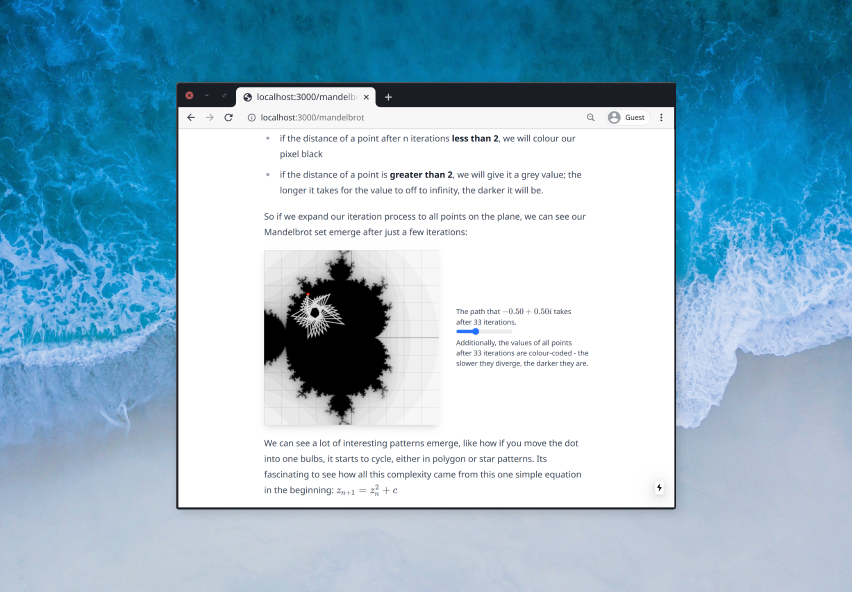 localhost:3000/mandelb
localhost:3000/mandelbrot
Guest
if the distance of a point after n iterations less than 2, we will colour our
pixel black
if the distance of a point is greater than 2, we will give it a grey value; the
longer it takes for the value to off to infinity, the darker it will be.
So if we expand our iteration process to all points on the plane, we can see our
Mandelbrot set emerge after just a few iterations:
The path that −0.50 + 0.50i takes
after 33 iterations.
Additionally, the values of all points
after 33 iterations are colour-coded - the
slower they diverge, the darker they are.
We can see a lot of interesting patterns emerge, like how if you move the dot
into one bulbs, it starts to cycle, either in polygon or star patterns. Its
fascinating to see how all this complexity came from this one simple equation
in the beginning: zₙ₊₁ = zₙ² + c